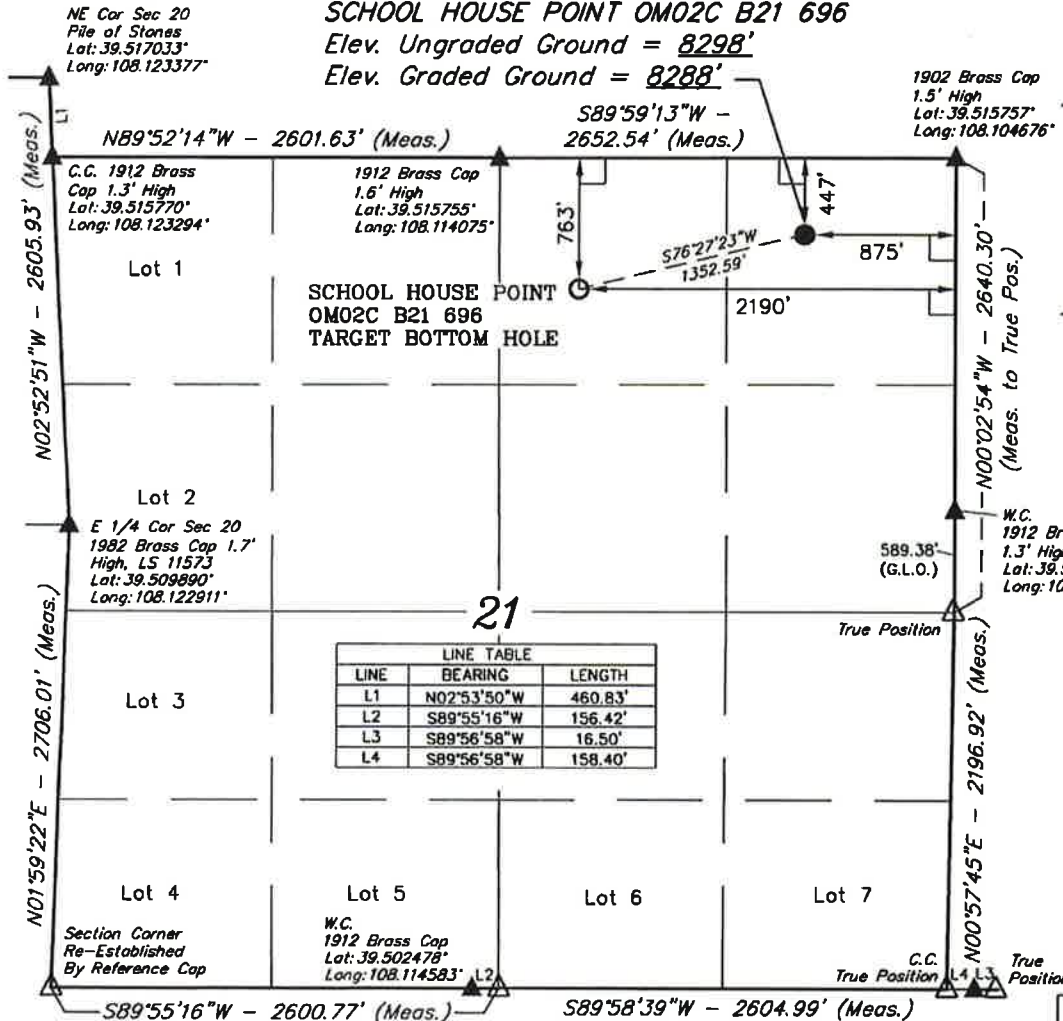 SCHOOL HOUSE POINT OM02C B21 696
Elev. Ungraded Ground = 8298'
Elev. Graded Ground = 8288'
NE Cor Sec 20
Pile of Stones
Lat: 39.517033°
Long: 108.123377°
L1
N89°52'14"W - 2601.63' (Meas.)
S89°59'13"W -
2652.54' (Meas.)
1902 Brass Cap
1.5' High
Lat: 39.515757°
Long: 108.104676°
C.C. 1912 Brass
Cap 1.3' High
Lat: 39.515770°
Long: 108.123294°
1912 Brass Cap
1.6' High
Lat: 39.515755°
Long: 108.114075°
763'
447'
875'
S76°27'23"W
1352.59'
2190'
N02°52'51"W - 2605.93' (Meas.)
Lot 1
SCHOOL HOUSE POINT
OM02C B21 696
TARGET BOTTOM HOLE
N00°02'54"W - 2640.30'
(Meas. to True Pos.)
Lot 2
E 1/4 Cor Sec 20
1982 Brass Cap 1.7'
High, LS 11573
Lat: 39.509890°
Long: 108.122911°
W.C.
1912 Br
1.3' Hig
Lat: 39.
Long: 10
589.38'
(G.L.O.)
21
True Position
LINE TABLE
LINE BEARING LENGTH
L1 N02°53'50"W 460.83'
L2 S89°55'16"W 156.42'
L3 S89°56'58"W 16.50'
L4 S89°56'58"W 158.40'
Lot 3
N01°59'22"E - 2706.01' (Meas.)
N00°57'45"E - 2196.92' (Meas.)
Lot 4
Lot 5
Lot 6
Lot 7
Section Corner
Re-Established
By Reference Cap
W.C.
1912 Brass Cap
Lat: 39.502478°
Long: 108.114583°
L2
C.C.
True Position
L4
L3
True
Position
S89°55'16"W - 2600.77' (Meas.)
S89°58'39"W - 2604.99' (Meas.)